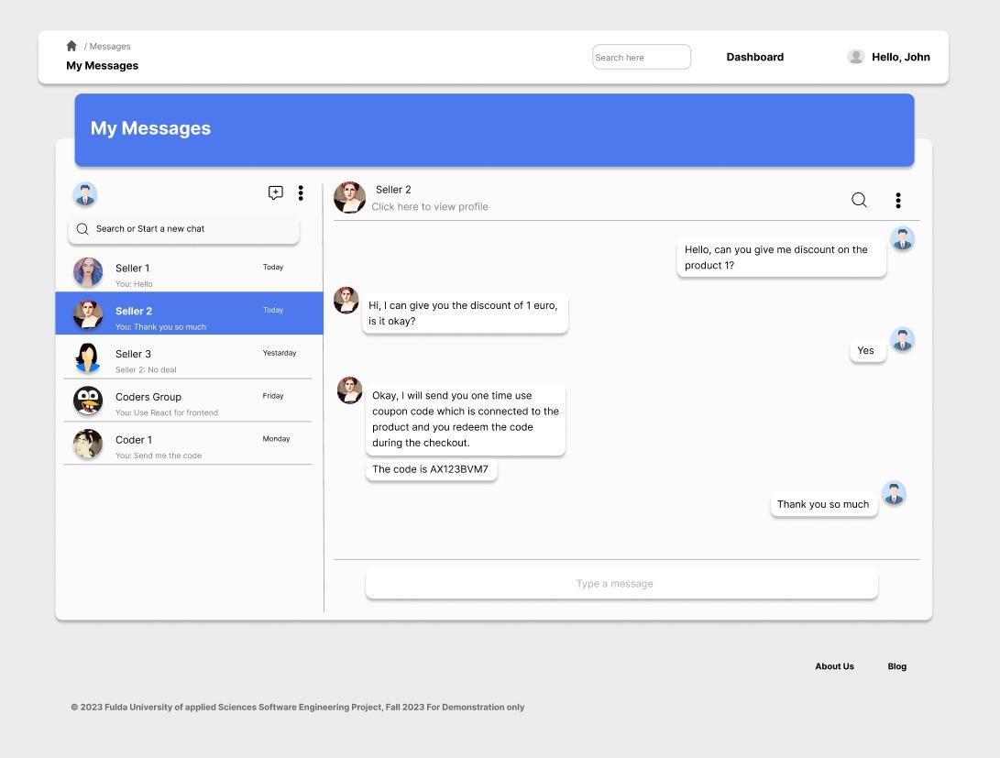 / Messages
My Messages
Search here
Dashboard
Hello, John
My Messages
Search or Start a new chat
Seller 1
Today
You; Hello
Seller 2
Today
You: Thank you so much
Seller 3
Yestarday
Seller 2: No deal
Coders Group
Friday
You: Use React for frontend
Coder 1
Monday
You: Send me the code
Seller 2
Click here to view profile
Hello, can you give me discount on the
product 1?
Hi, I can give you the discount of 1 euro,
is it okay?
Yes
Okay, I will send you one time use
coupon code which is connected to the
product and you redeem the code
during the checkout.
The code is AX123BVM7
Thank you so much
Type a message
About Us
Blog
© 2023 Fulda University of applied Sciences Software Engineering Project, Fall 2023 For Demonstration only